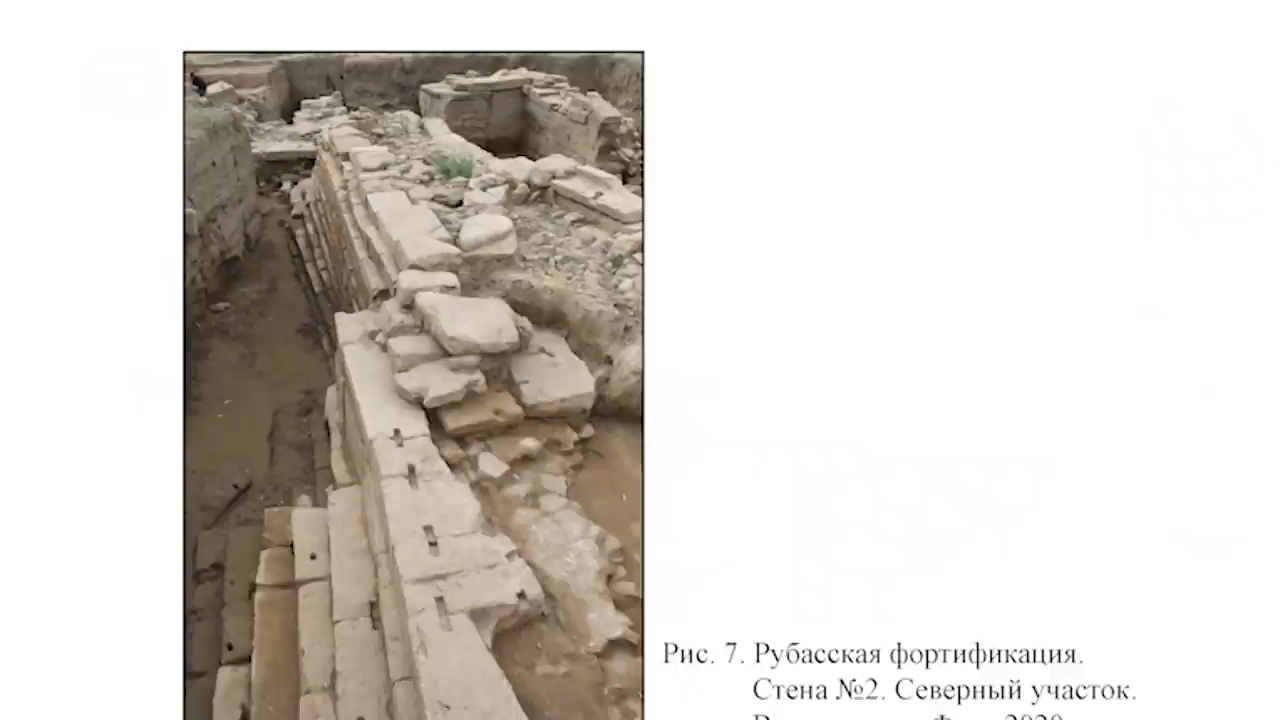 Рис. 7. Рубасская фортификация.
Стена №2. Северный участок.